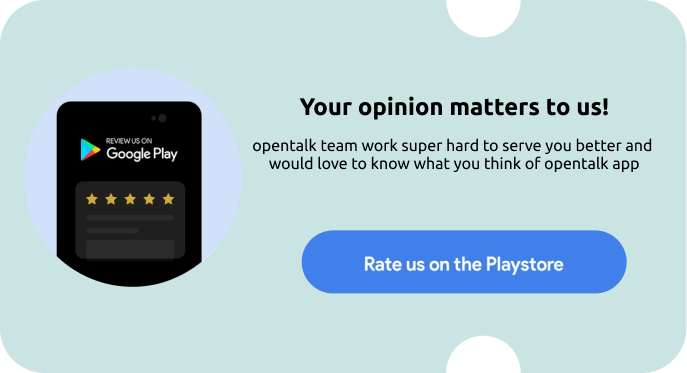 Your opinion matters to us!
opentalk team work super hard to serve you better and
would love to know what you think of opentalk app
REVIEW US ON
Google Play
Rate us on the Playstore